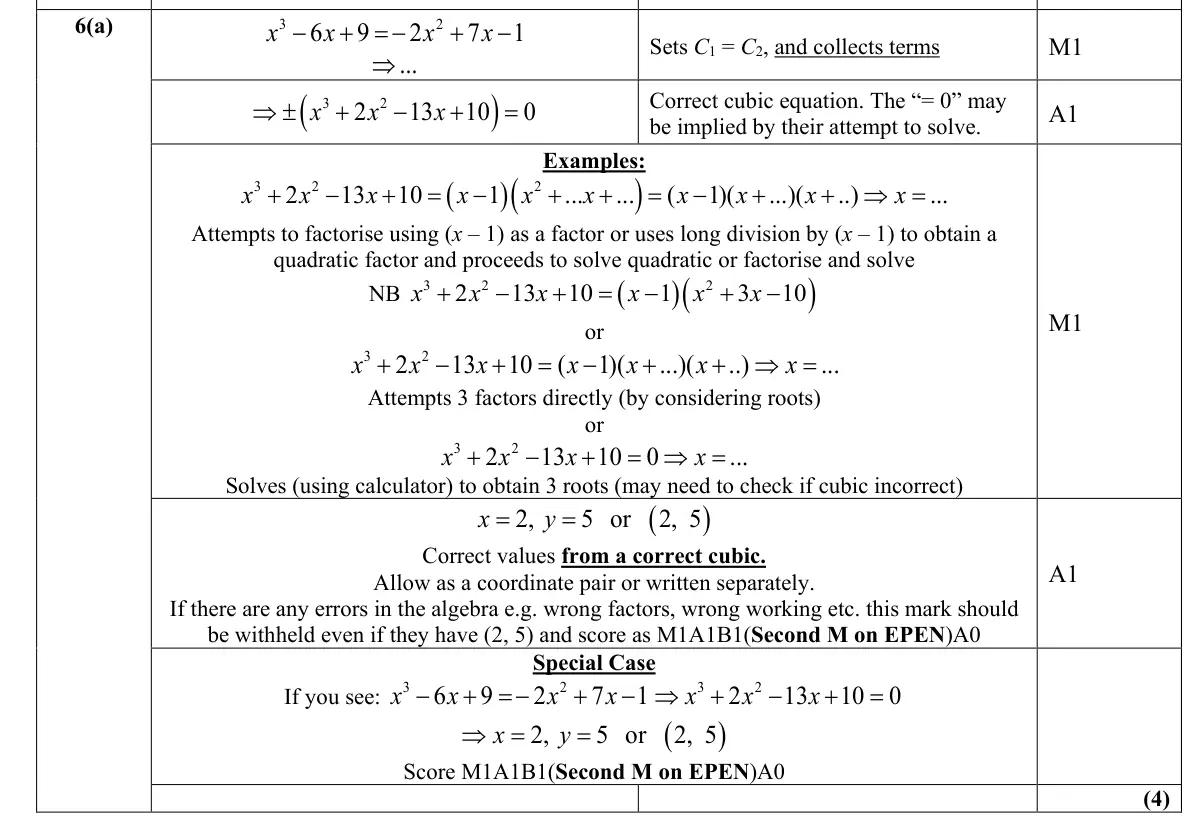 6(a)
x³ − 6x + 9 = −2x² + 7x − 1
⇒ ...
Sets C₁ = C₂, and collects terms
M1
⇒ ±(x³ + 2x² − 13x + 10) = 0
Correct cubic equation. The “= 0” may
be implied by their attempt to solve.
A1
Examples:
x³ + 2x² − 13x + 10 = (x − 1)(x² + ...x + ...) = (x − 1)(x + ...)(x + ..) ⇒ x = ...
Attempts to factorise using (x – 1) as a factor or uses long division by (x – 1) to obtain a
quadratic factor and proceeds to solve quadratic or factorise and solve
NB x³ + 2x² − 13x + 10 = (x − 1)(x² + 3x − 10)
or
x³ + 2x² − 13x + 10 = (x − 1)(x + ...)(x + ..) ⇒ x = ...
Attempts 3 factors directly (by considering roots)
or
x³ + 2x² − 13x + 10 = 0 ⇒ x = ...
Solves (using calculator) to obtain 3 roots (may need to check if cubic incorrect)
M1
x = 2, y = 5 or (2, 5)
Correct values from a correct cubic.
Allow as a coordinate pair or written separately.
If there are any errors in the algebra e.g. wrong factors, wrong working etc. this mark should
be withheld even if they have (2, 5) and score as M1A1B1(Second M on EPEN)A0
A1
Special Case
If you see: x³ − 6x + 9 = −2x² + 7x − 1 ⇒ x³ + 2x² − 13x + 10 = 0
⇒ x = 2, y = 5 or (2, 5)
Score M1A1B1(Second M on EPEN)A0
(4)